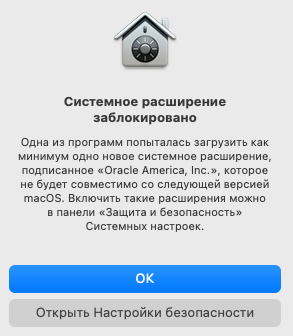 Системное расширение
заблокировано
Одна из программ попыталась загрузить как
минимум одно новое системное расширение,
подписанное «Oracle America, Inc.», которое
не будет совместимо со следующей версией
macOS. Включить такие расширения можно
в панели «Защита и безопасность»
Системных настроек.
OK
Открыть Настройки безопасности